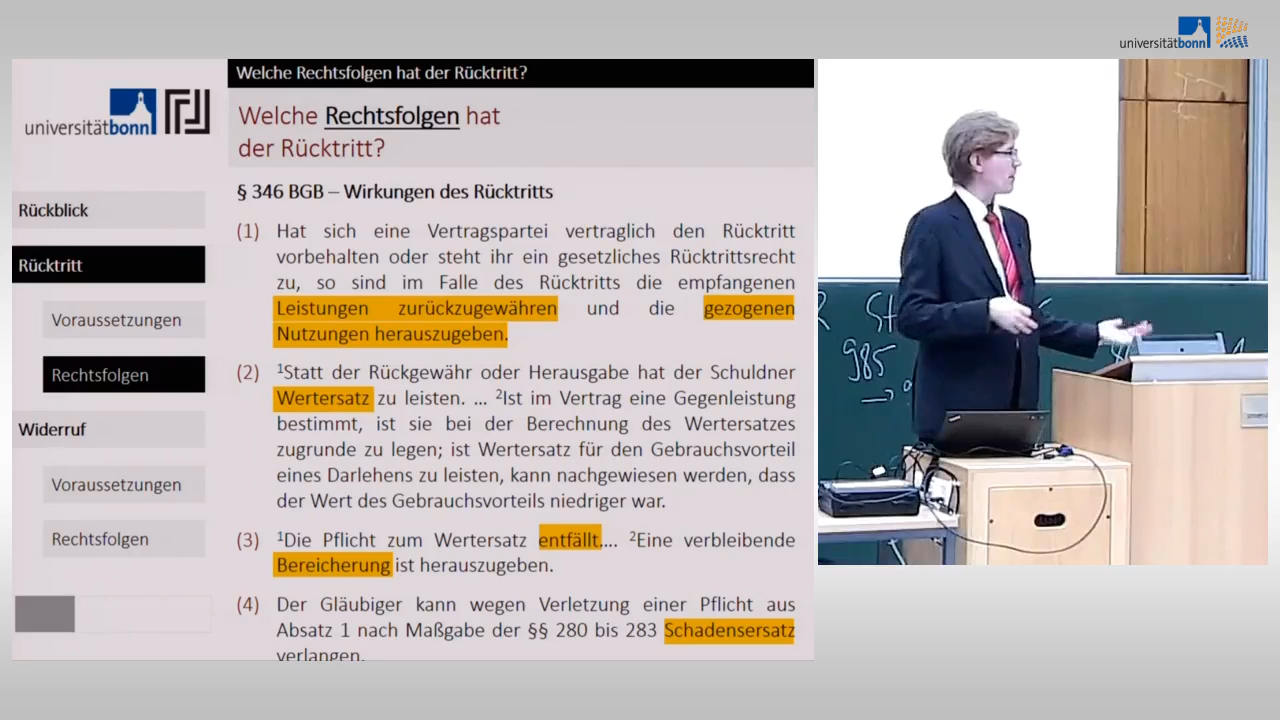 universitätbonn
Welche Rechtsfolgen hat der Rücktritt?
universitätbonn
Welche Rechtsfolgen hat
der Rücktritt?
Rückblick
Rücktritt
Voraussetzungen
Rechtsfolgen
Widerruf
Voraussetzungen
Rechtsfolgen
§ 346 BGB – Wirkungen des Rücktritts
(1) Hat sich eine Vertragspartei vertraglich den Rücktritt
vorbehalten oder steht ihr ein gesetzliches Rücktrittsrecht
zu, so sind im Falle des Rücktritts die empfangenen
Leistungen zurückzugewähren und die gezogenen
Nutzungen herauszugeben.
(2) ¹Statt der Rückgewähr oder Herausgabe hat der Schuldner
Wertersatz zu leisten. … ²Ist im Vertrag eine Gegenleistung
bestimmt, ist sie bei der Berechnung des Wertersatzes
zugrunde zu legen; ist Wertersatz für den Gebrauchsvorteil
eines Darlehens zu leisten, kann nachgewiesen werden, dass
der Wert des Gebrauchsvorteils niedriger war.
(3) ¹Die Pflicht zum Wertersatz entfällt…. ²Eine verbleibende
Bereicherung ist herauszugeben.
(4) Der Gläubiger kann wegen Verletzung einer Pflicht aus
Absatz 1 nach Maßgabe der §§ 280 bis 283 Schadensersatz
verlangen.
985